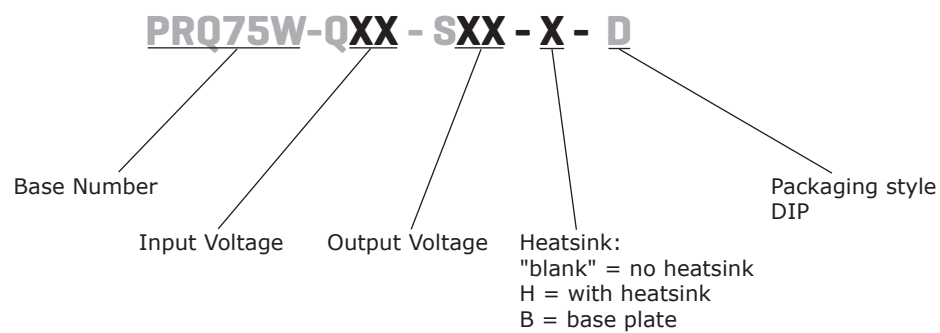 PRQ75W-QXX - SXX - X - D
Base Number
Packaging style
DIP
Input Voltage
Output Voltage
Heatsink:
"blank" = no heatsink
H = with heatsink
B = base plate